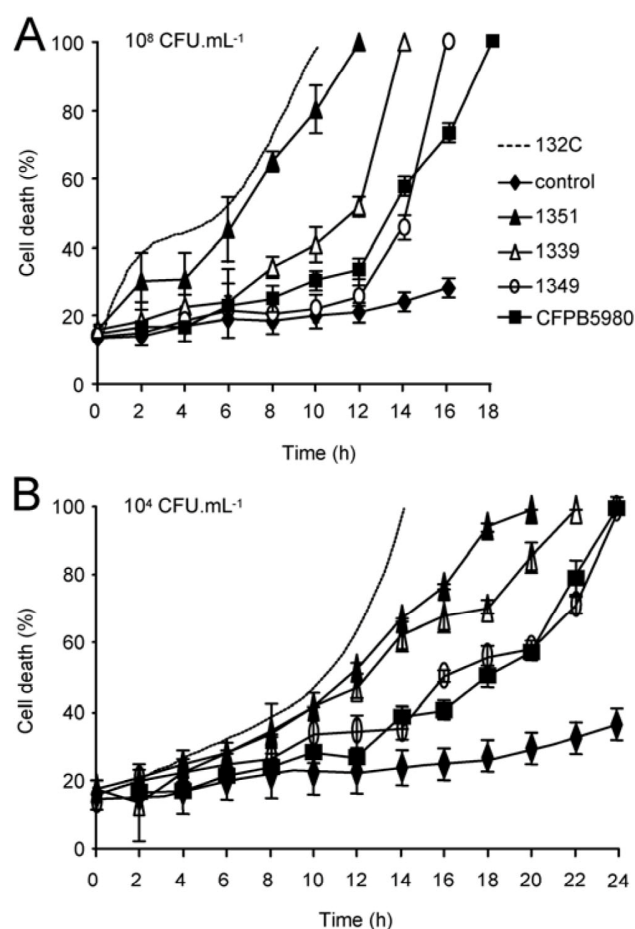 A
10⁸ CFU.mL⁻¹
100
80
60
40
20
0
Cell death (%)
0 2 4 6 8 10 12 14 16 18
Time (h)
132C
control
1351
1339
1349
CFPB5980
B
10⁴ CFU.mL⁻¹
100
80
60
40
20
0
Cell death (%)
0 2 4 6 8 10 12 14 16 18 20 22 24
Time (h)